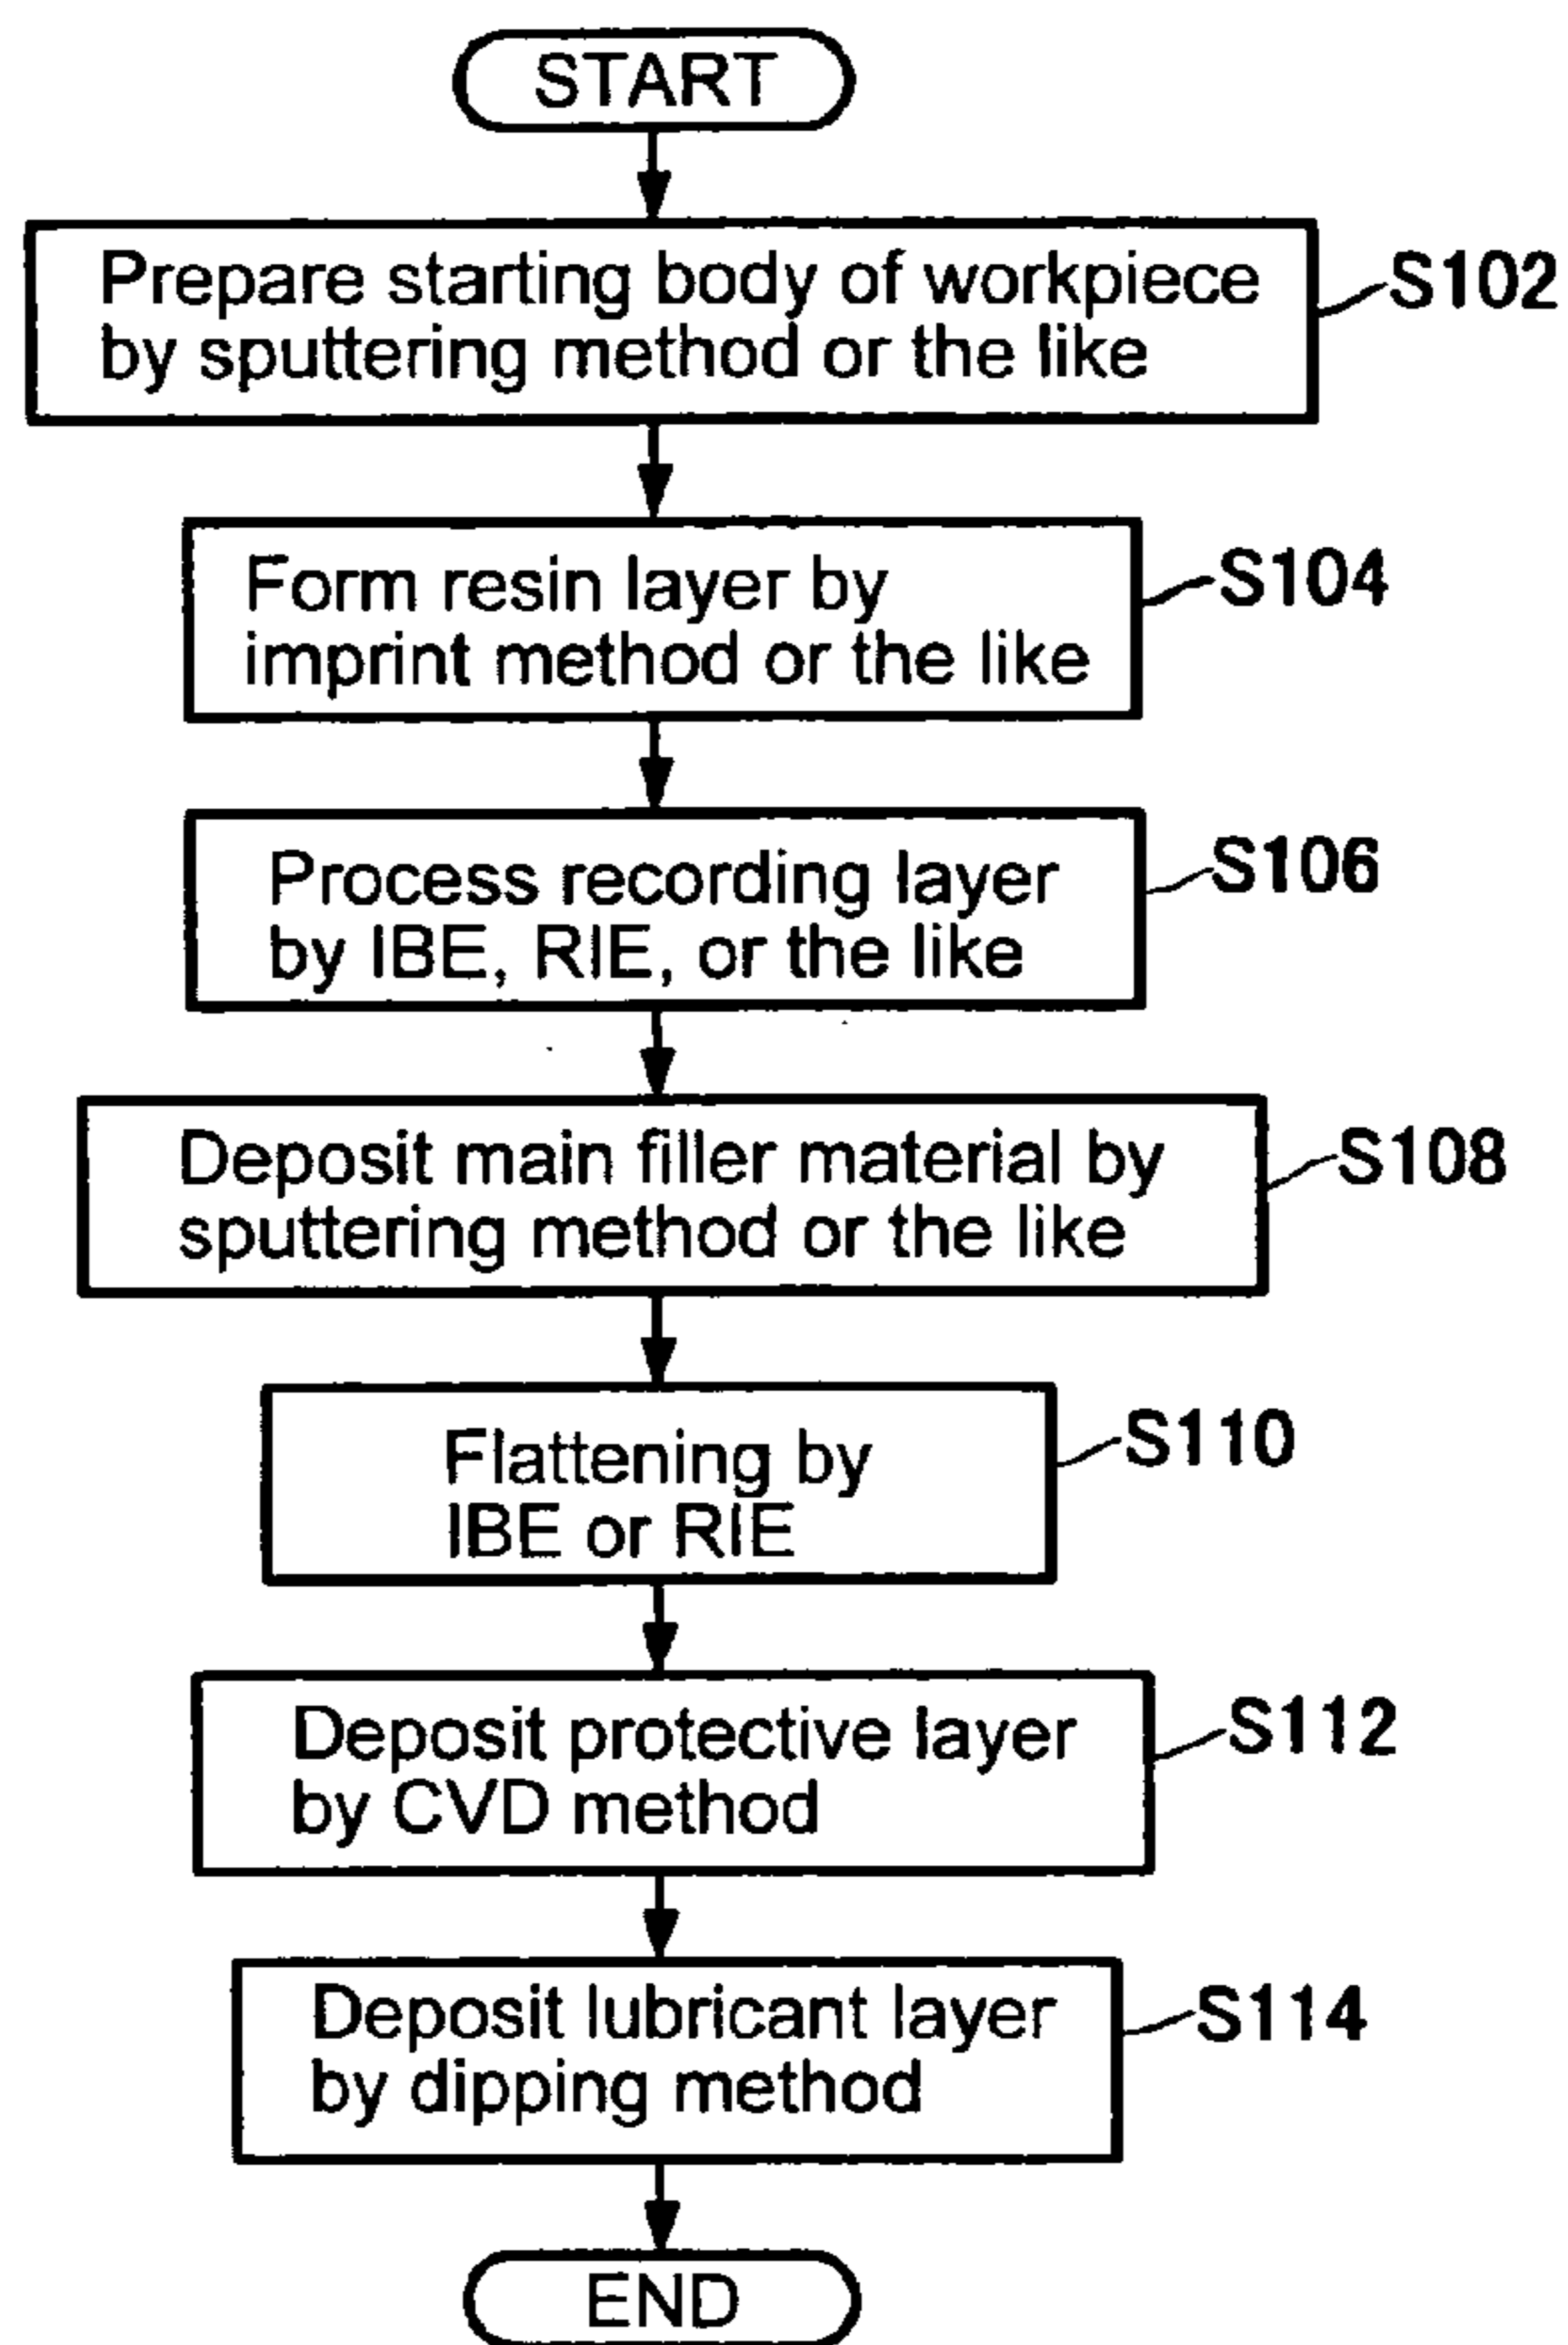 START
Prepare starting body of workpiece
by sputtering method or the like
S102
Form resin layer by
imprint method or the like
S104
Process recording layer
by IBE, RIE, or the like
S106
Deposit main filler material by
sputtering method or the like
S108
Flattening by
IBE or RIE
S110
Deposit protective layer
by CVD method
S112
Deposit lubricant layer
by dipping method
S114
END